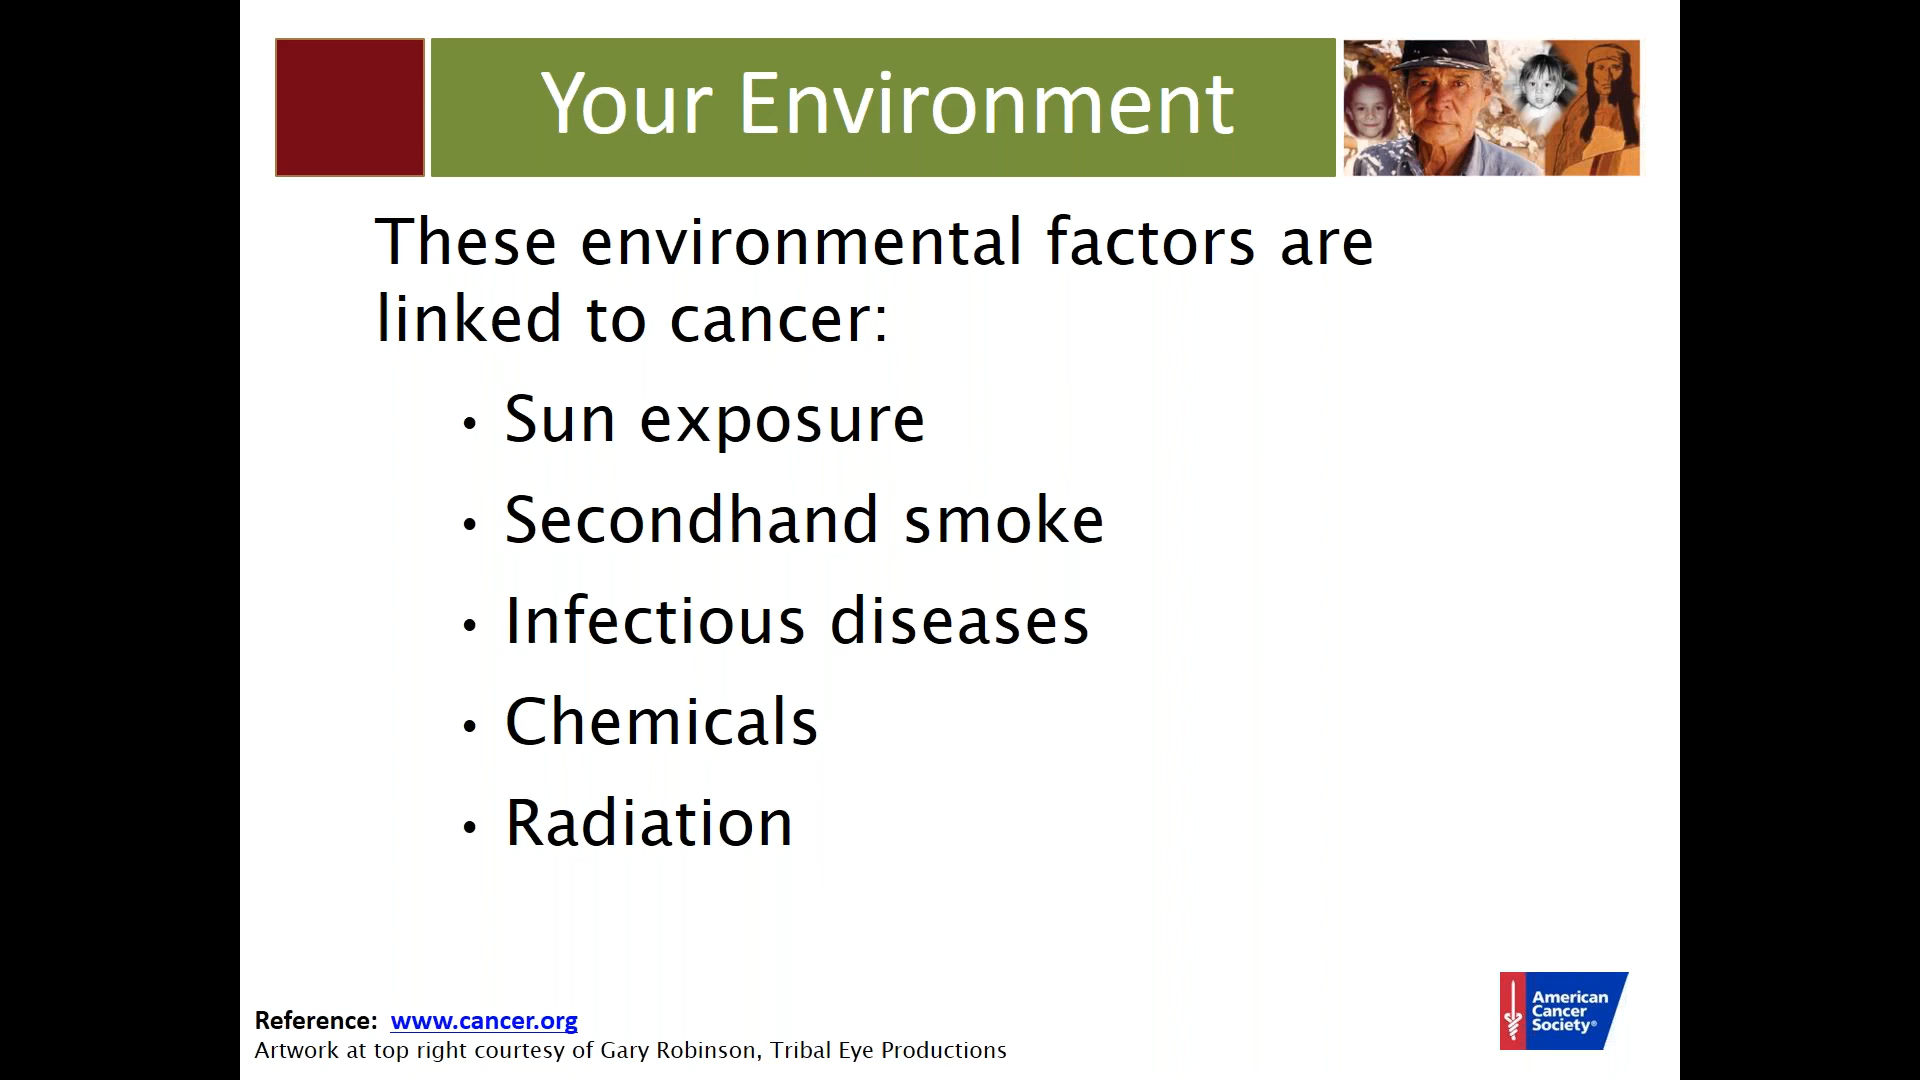 Your Environment
These environmental factors are
linked to cancer:
• Sun exposure
• Secondhand smoke
• Infectious diseases
• Chemicals
• Radiation
Reference: www.cancer.org
Artwork at top right courtesy of Gary Robinson, Tribal Eye Productions
American
Cancer
Society®